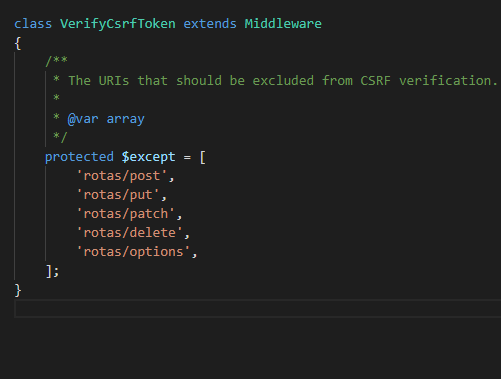 class VerifyCsrfToken extends Middleware
{
    /**
     * The URIs that should be excluded from CSRF verification.
     *
     * @var array
     */
    protected $except = [
        'rotas/post',
        'rotas/put',
        'rotas/patch',
        'rotas/delete',
        'rotas/options',
    ];
}